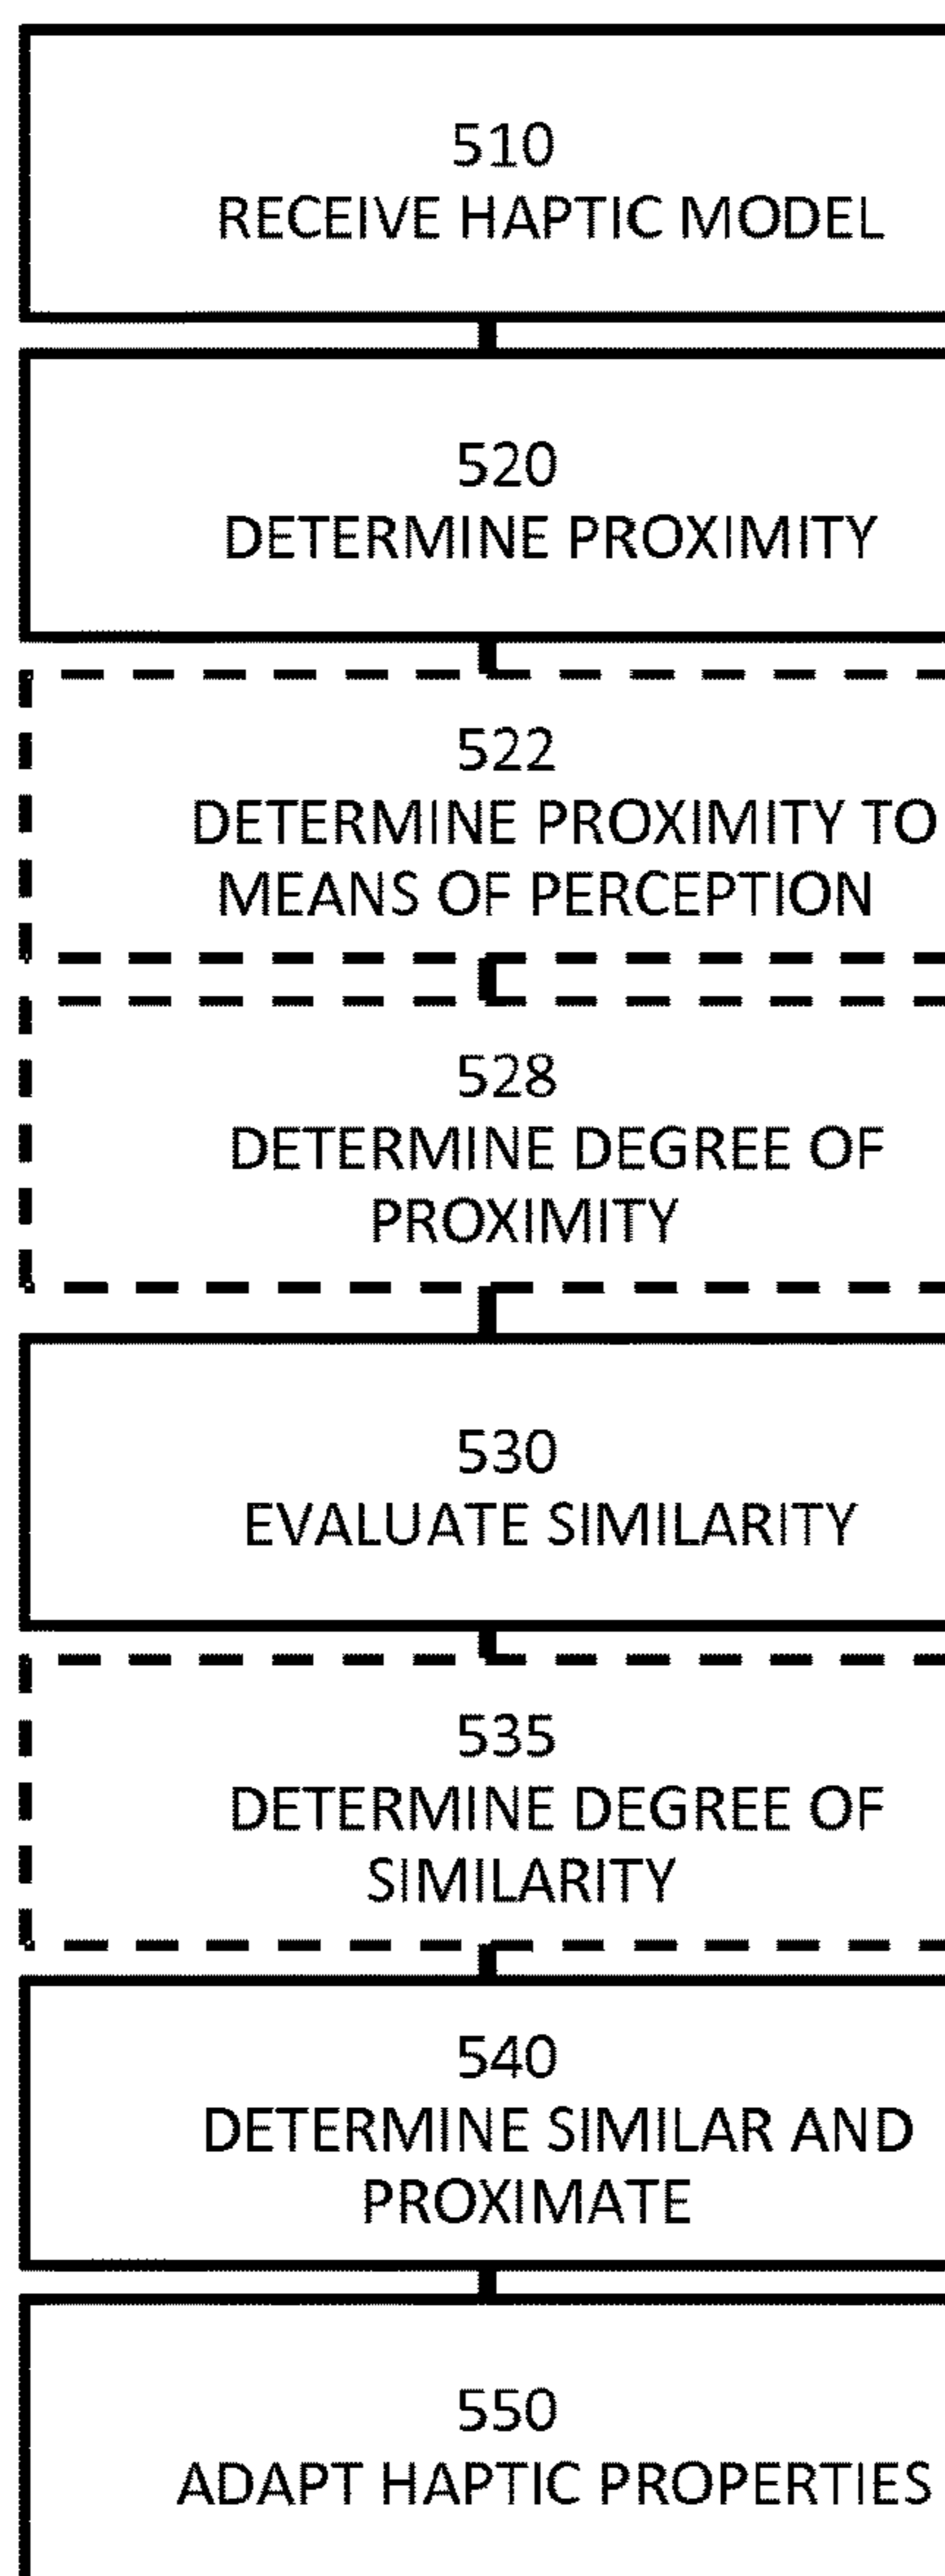 510
RECEIVE HAPTIC MODEL
520
DETERMINE PROXIMITY
522
DETERMINE PROXIMITY TO
MEANS OF PERCEPTION
528
DETERMINE DEGREE OF
PROXIMITY
530
EVALUATE SIMILARITY
535
DETERMINE DEGREE OF
SIMILARITY
540
DETERMINE SIMILAR AND
PROXIMATE
550
ADAPT HAPTIC PROPERTIES